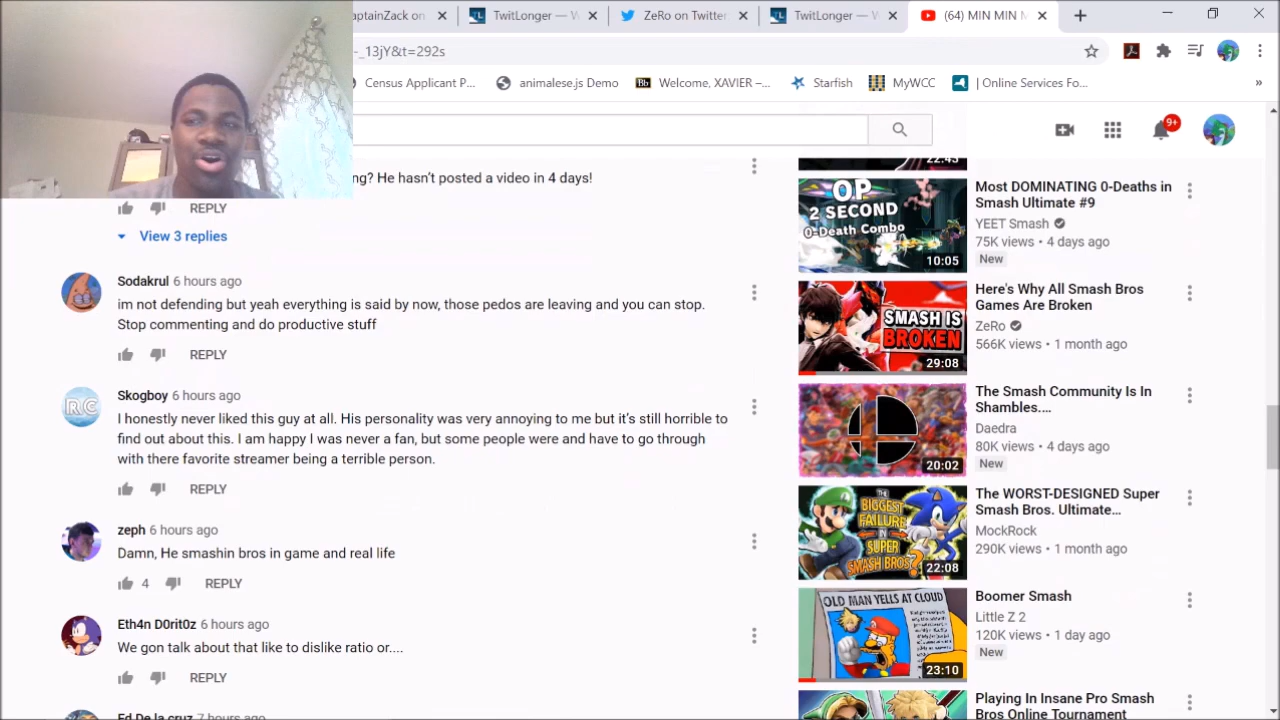 aptainZack on
TwitLonger — W
ZeRo on Twitter
TwitLonger — W
(64) MIN MIN M
-_13jY&t=292s
Census Applicant P...
animalese.js Demo
Bb Welcome, XAVIER –...
Starfish
MyWCC
| Online Services Fo...
»
9+
ng? He hasn't posted a video in 4 days!
REPLY
View 3 replies
Sodakrul 6 hours ago
im not defending but yeah everything is said by now, those pedos are leaving and you can stop.
Stop commenting and do productive stuff
REPLY
RC
Skogboy 6 hours ago
I honestly never liked this guy at all. His personality was very annoying to me but it's still horrible to
find out about this. I am happy I was never a fan, but some people were and have to go through
with there favorite streamer being a terrible person.
REPLY
zeph 6 hours ago
Damn, He smashin bros in game and real life
4 REPLY
Eth4n D0rit0z 6 hours ago
We gon talk about that like to dislike ratio or....
REPLY
Ed De la cruz 7 hours ago
22:43
O.P
2 SECOND
0-Death Combo
10:05
Most DOMINATING 0-Deaths in
Smash Ultimate #9
YEET Smash
75K views • 4 days ago
New
SMASH IS
BROKEN
29:08
Here's Why All Smash Bros
Games Are Broken
ZeRo
566K views • 1 month ago
20:02
The Smash Community Is In
Shambles....
Daedra
80K views • 4 days ago
New
THE
BIGGEST
FAILURE
IN
SUPER
SMASH BROS?
22:08
The WORST-DESIGNED Super
Smash Bros. Ultimate...
MockRock
290K views • 1 month ago
OLD MAN YELLS AT CLOUD
23:10
Boomer Smash
Little Z 2
120K views • 1 day ago
New
Playing In Insane Pro Smash
Bros Online Tournament